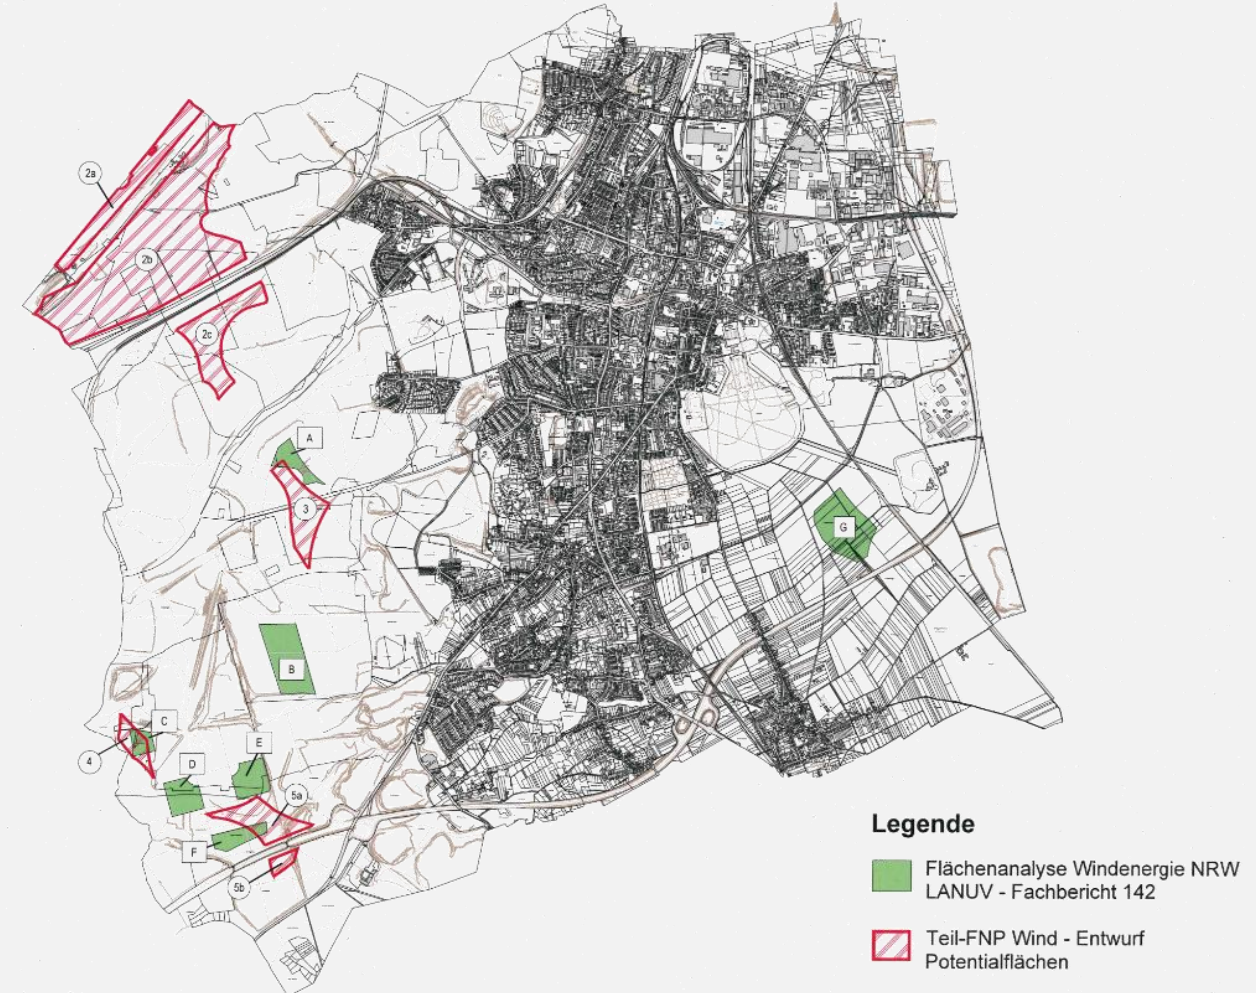 2a
2b
2c
A
3
G
B
C
4
E
D
5a
F
5b
Legende
Flächenanalyse Windenergie NRW
LANUV - Fachbericht 142
Teil-FNP Wind - Entwurf
Potentialflächen